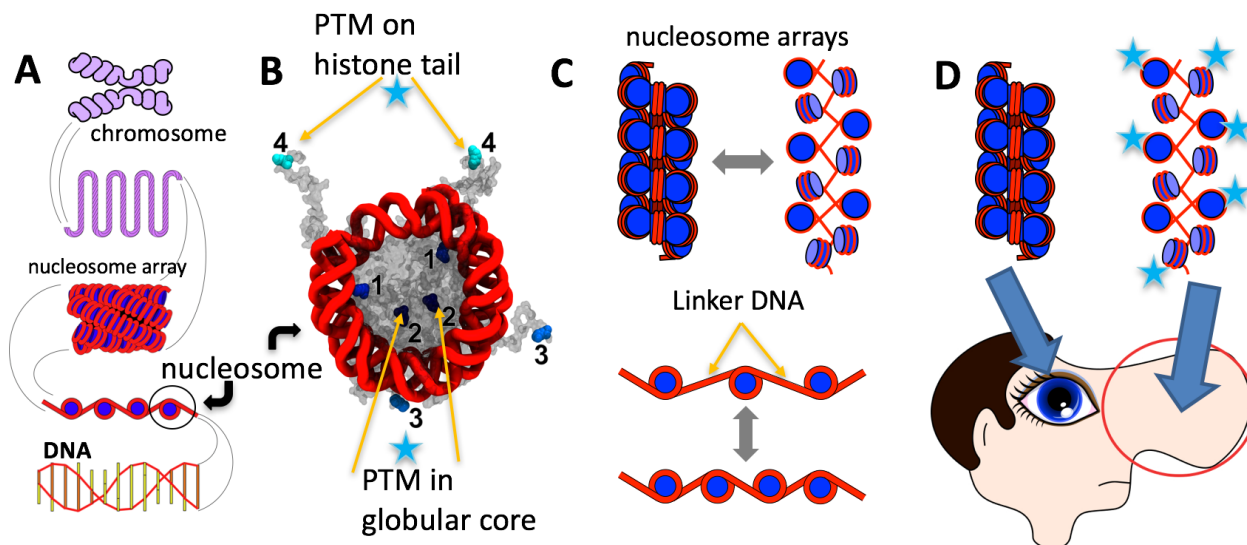 A
chromosome
nucleosome array
nucleosome
DNA
B
PTM on
histone tail
4
4
1
1
2
2
3
3
PTM in
globular core
C
nucleosome arrays
Linker DNA
D